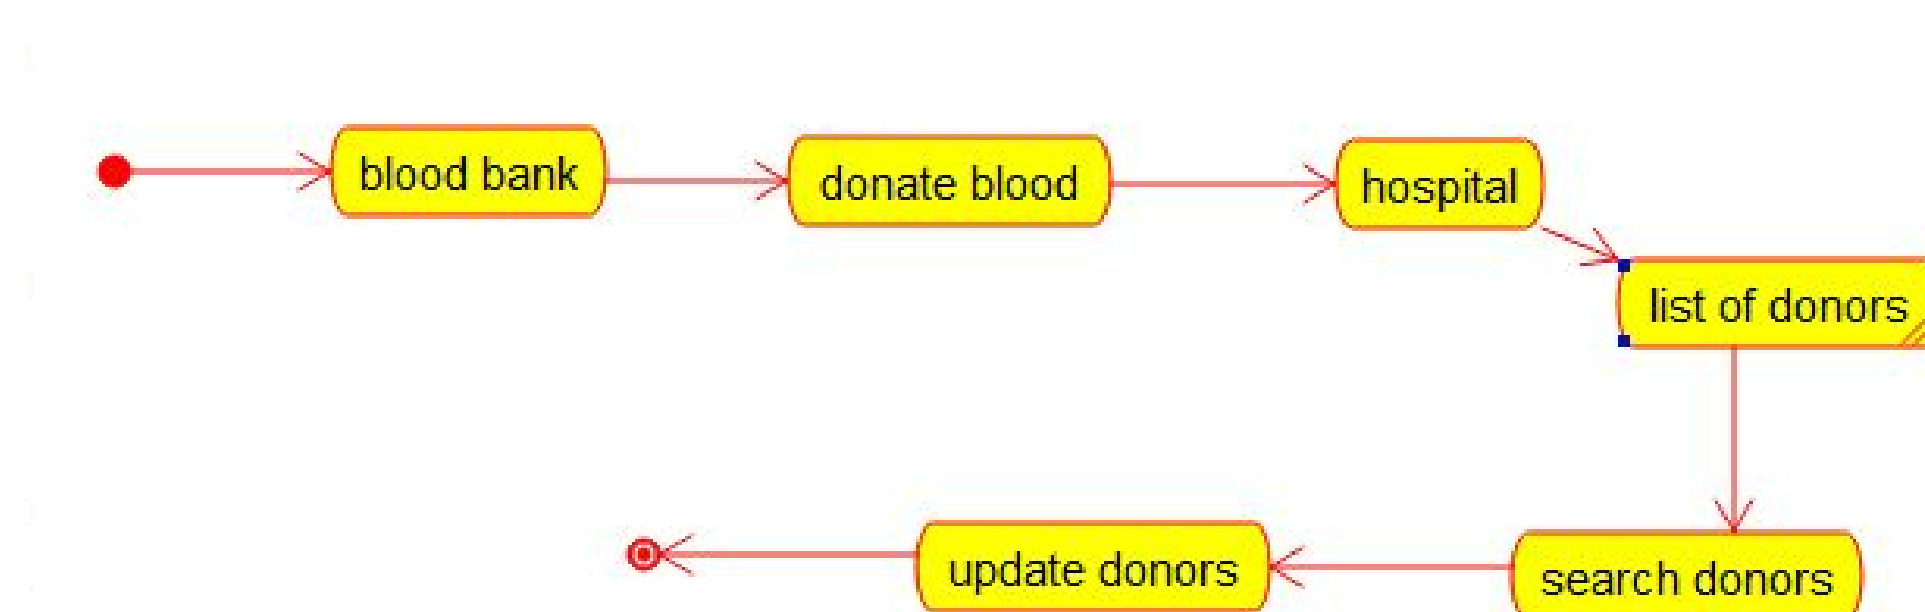 blood bank
donate blood
hospital
list of donors
search donors
update donors